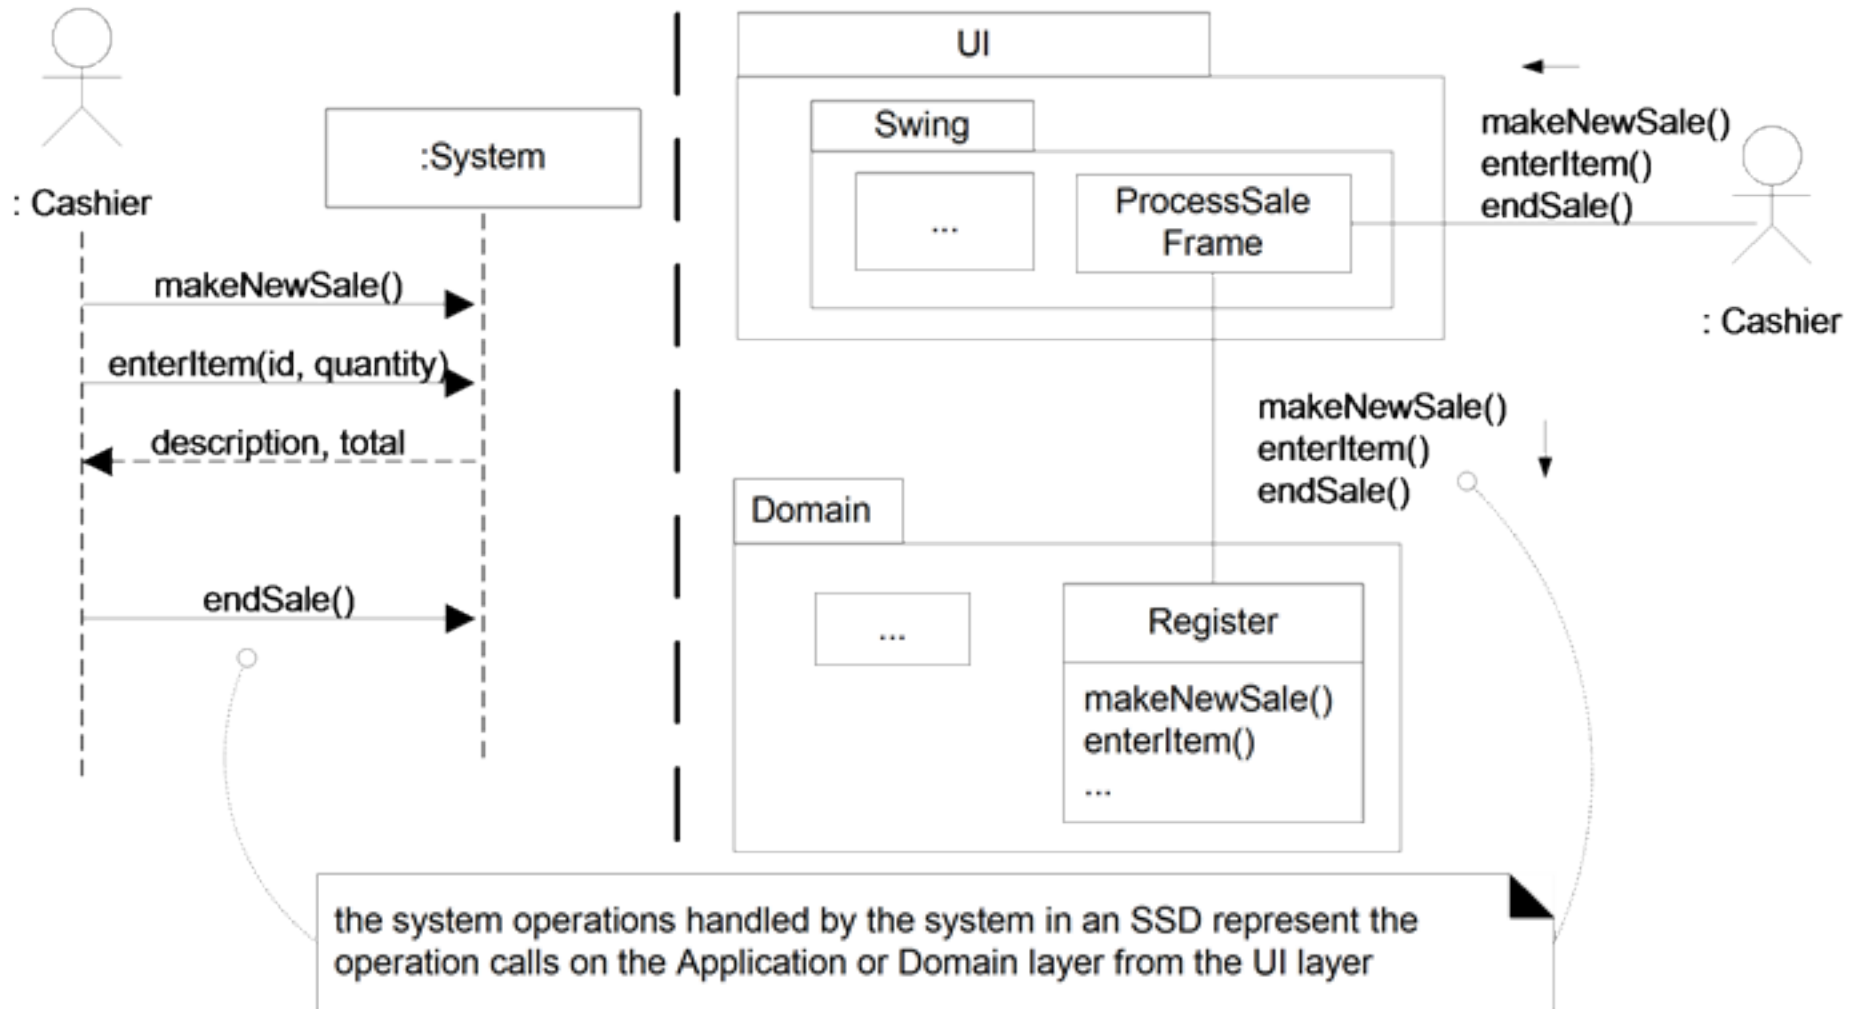 : Cashier
:System
makeNewSale()
enterItem(id, quantity)
description, total
endSale()
UI
Swing
...
ProcessSale
Frame
makeNewSale()
enterItem()
endSale()
: Cashier
makeNewSale()
enterItem()
endSale()
Domain
...
Register
makeNewSale()
enterItem()
...
the system operations handled by the system in an SSD represent the
operation calls on the Application or Domain layer from the UI layer